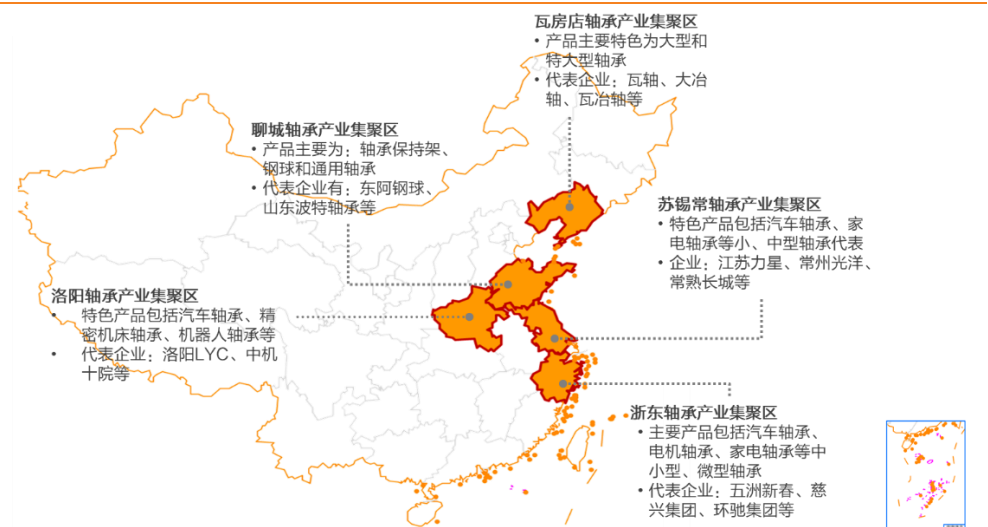 瓦房店轴承产业集聚区
• 产品主要特色为大型和
特大型轴承
• 代表企业：瓦轴、大冶
轴、瓦冶轴等
聊城轴承产业集聚区
• 产品主要为：轴承保持架、
钢球和通用轴承
• 代表企业有：东阿钢球、
山东波特轴承等
苏锡常轴承产业集聚区
• 特色产品包括汽车轴承、家
电轴承等小、中型轴承代表
• 企业：江苏力星、常州光洋、
常熟长城等
洛阳轴承产业集聚区
• 特色产品包括汽车轴承、精
密机床轴承、机器人轴承等
• 代表企业：洛阳LYC、中机
十院等
浙东轴承产业集聚区
• 主要产品包括汽车轴承、
电机轴承、家电轴承等中
小型、微型轴承
• 代表企业：五洲新春、慈
兴集团、环驰集团等